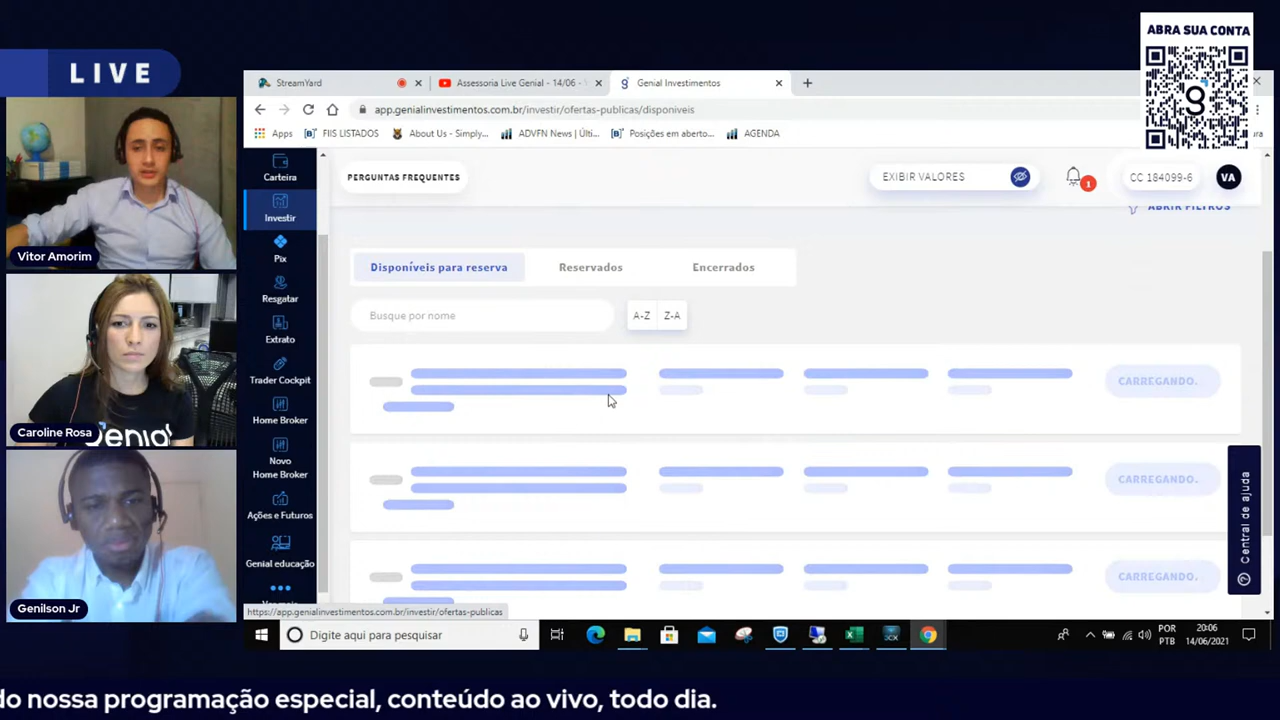 ABRA SUA CONTA
LIVE
StreamYard
Assessoria Live Genial - 14/06 -
Genial Investimentos
app.genialinvestimentos.com.br/investir/ofertas-publicas/disponiveis
Apps
FIIS LISTADOS
About Us - Simply...
ADVFN News | Últi...
Posições em aberto...
AGENDA
Carteira
Investir
Pix
Resgatar
Extrato
Trader Cockpit
Home Broker
Novo
Home Broker
Ações e Futuros
Genial educação
PERGUNTAS FREQUENTES
EXIBIR VALORES
1
CC 184099-6
VA
ABRIR FILTROS
Disponíveis para reserva
Reservados
Encerrados
Busque por nome
A-Z
Z-A
CARREGANDO.
CARREGANDO.
CARREGANDO.
Central de ajuda
https://app.genialinvestimentos.com.br/investir/ofertas-publicas
Vitor Amorim
Caroline Rosa
genial
Genilson Jr
Digite aqui para pesquisar
POR
PTB
20:06
14/06/2021
do nossa programação especial, conteúdo ao vivo, todo dia.